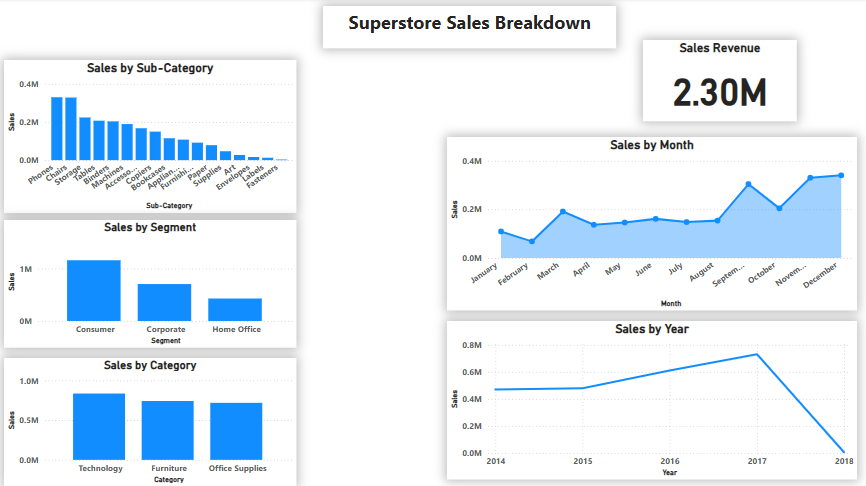 Superstore Sales Breakdown
Sales Revenue
2.30M
Sales by Sub-Category
Sales
0.4M
0.2M
0.0M
Phones
Chairs
Storage
Tables
Binders
Machines
Accesso...
Copiers
Bookcases
Applian...
Furnishi...
Paper
Supplies
Art
Envelopes
Labels
Fasteners
Sub-Category
Sales by Segment
Sales
1M
0M
Consumer Corporate Home Office
Segment
Sales by Category
Sales
1.0M
0.5M
0.0M
Technology Furniture Office Supplies
Category
Sales by Month
Sales
0.4M
0.2M
0.0M
January
February
March
April
May
June
July
August
Septem...
October
Novem...
December
Month
Sales by Year
Sales
0.8M
0.6M
0.4M
0.2M
0.0M
2014 2015 2016 2017 2018
Year